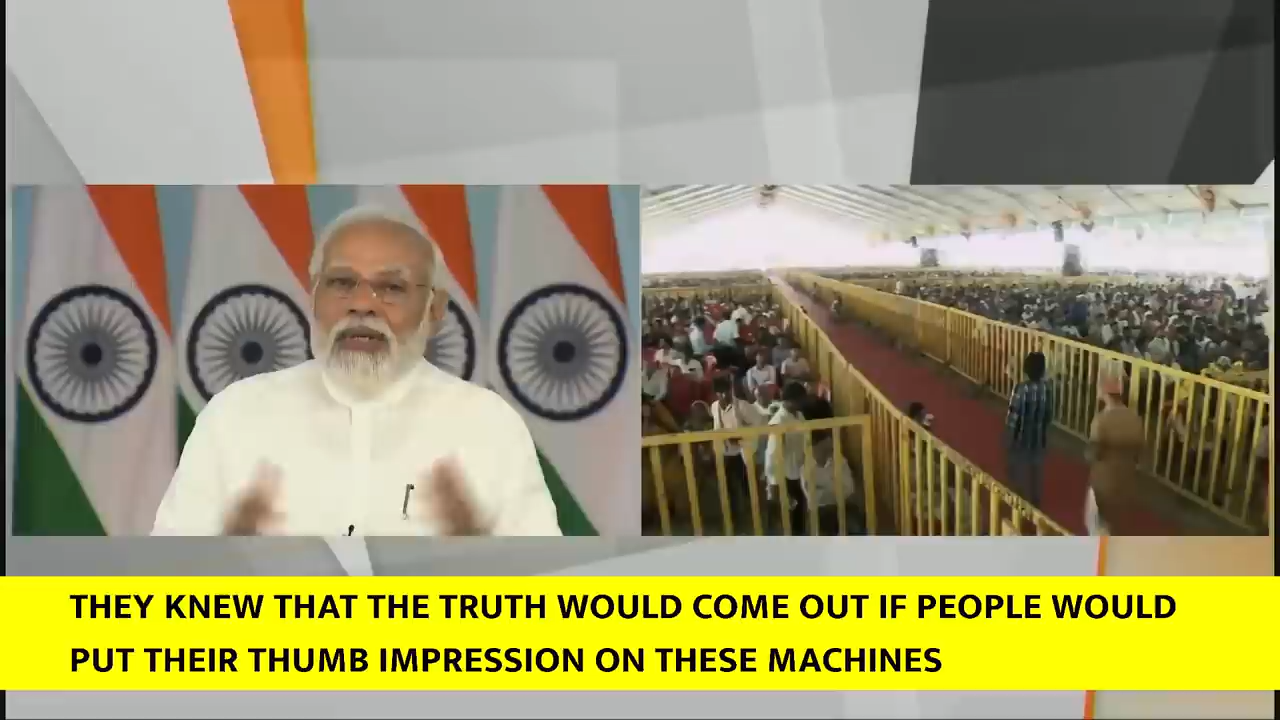 THEY KNEW THAT THE TRUTH WOULD COME OUT IF PEOPLE WOULD
PUT THEIR THUMB IMPRESSION ON THESE MACHINES